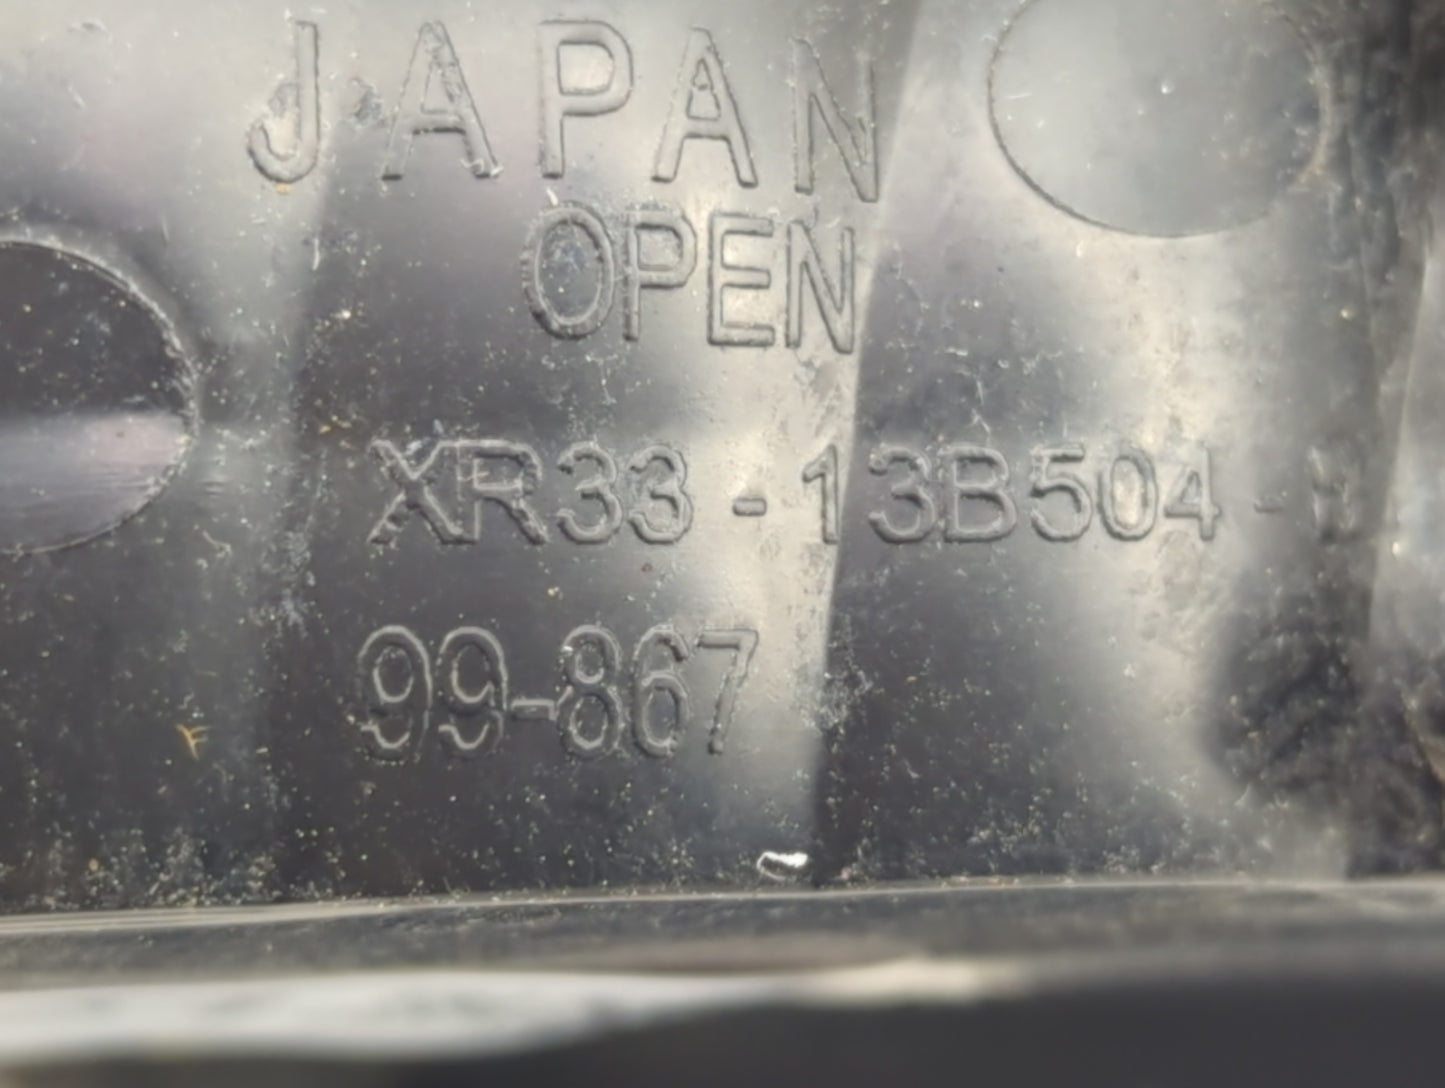 JAPAN
OPEN
XR33-13B504-
99-867